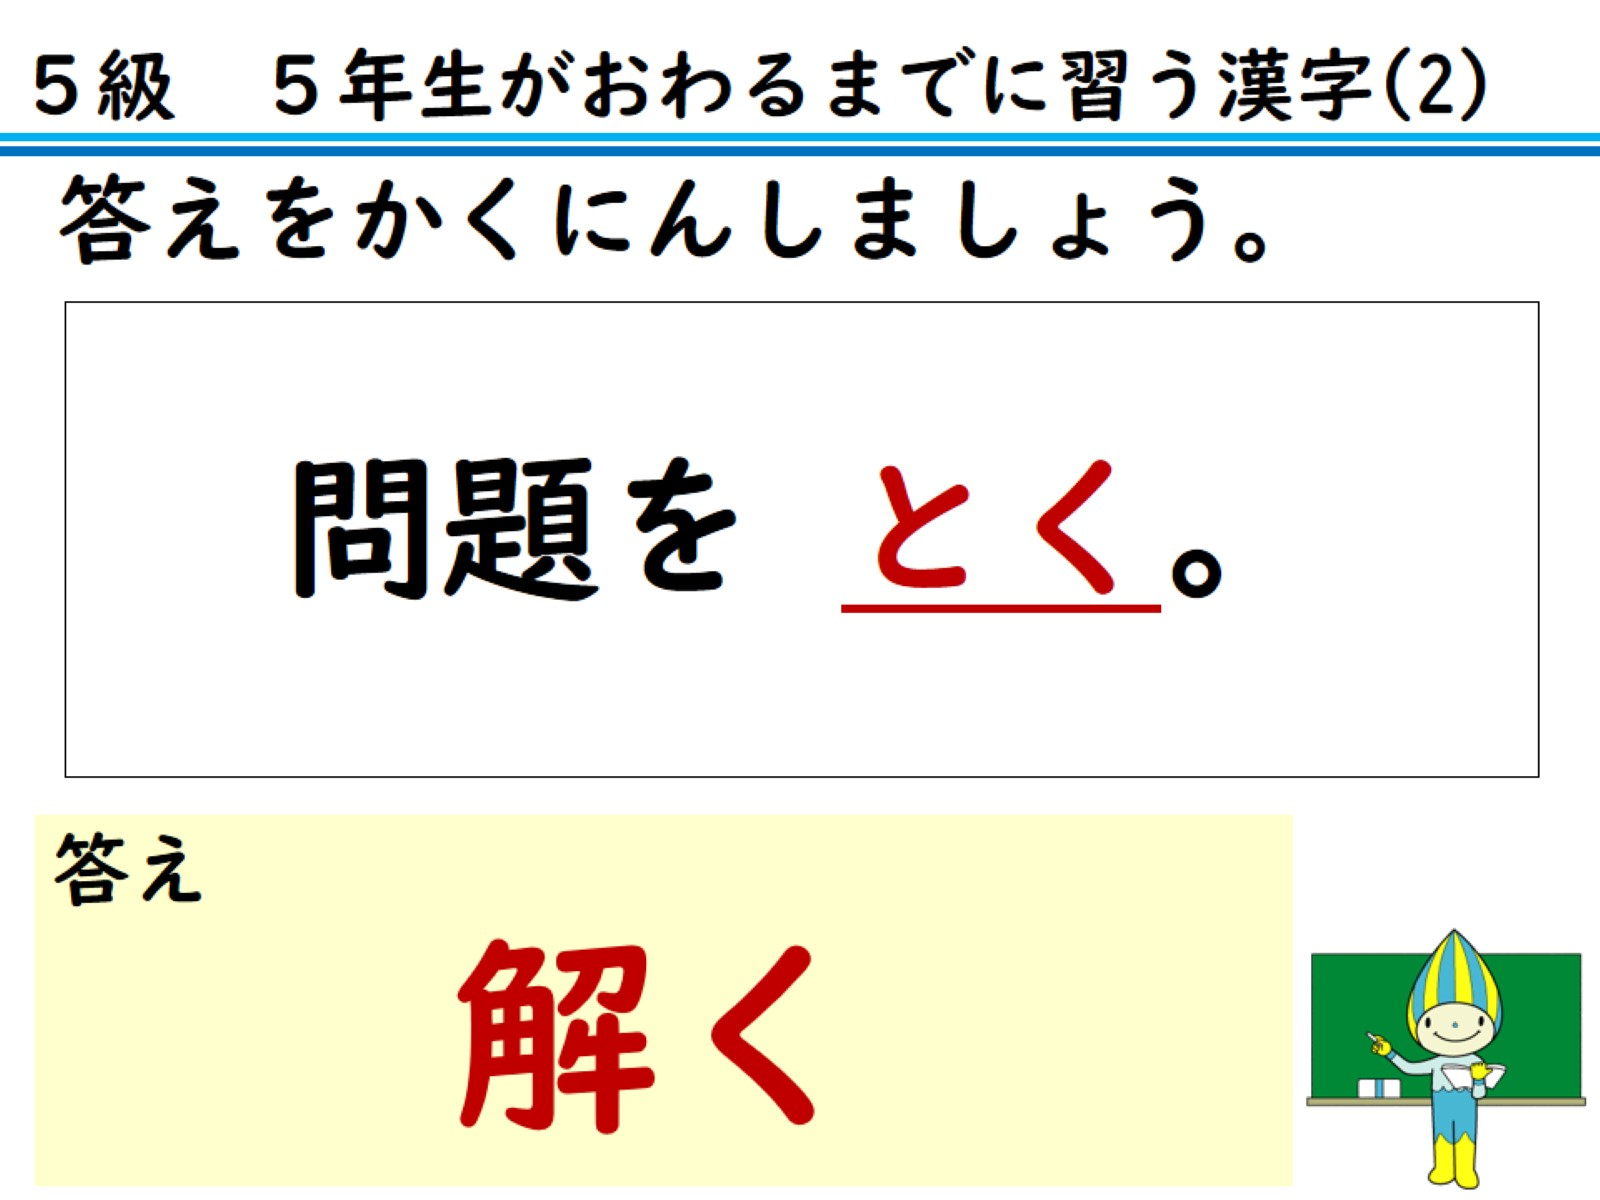 ５級　５年生がおわるまでに習う漢字(2)
答えをかくにんしましょう。
問題を とく。
答え
解く